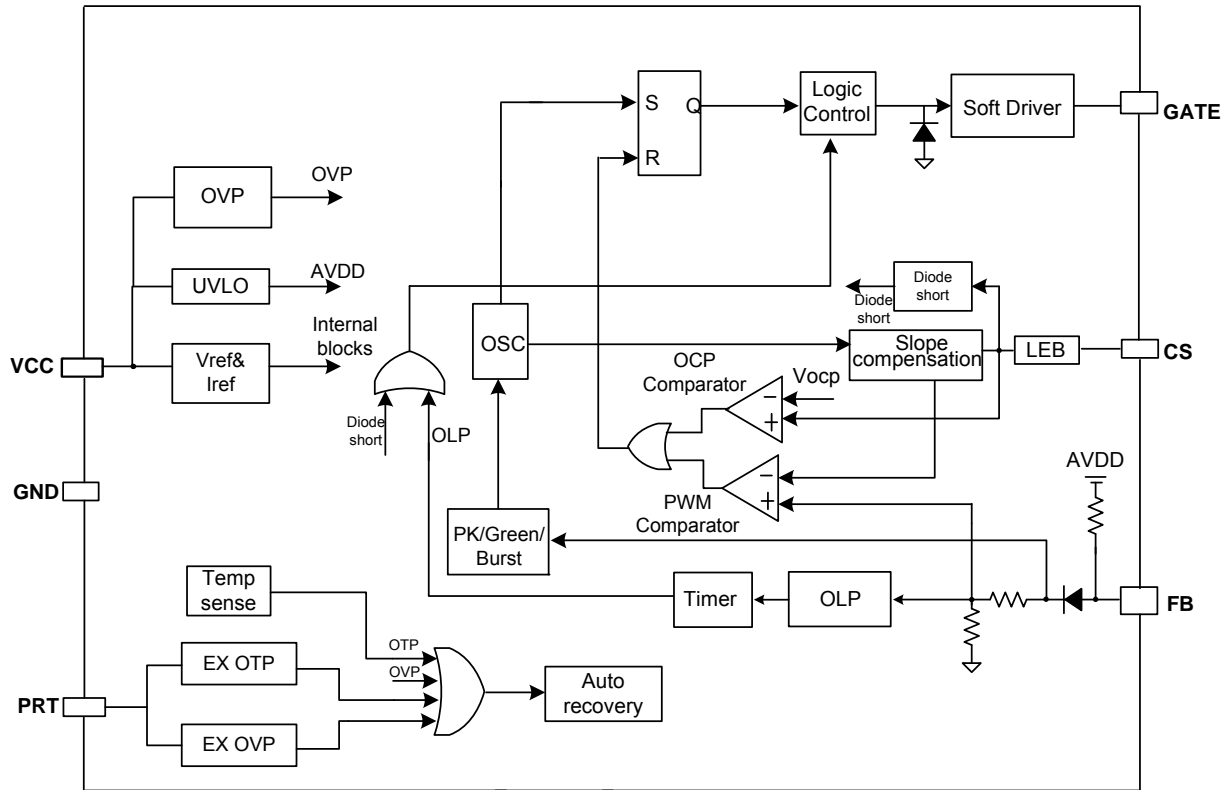 S
Q
R
Logic
Control
Soft Driver
GATE
OVP
OVP
UVLO
AVDD
Vref&
Iref
Internal
blocks
VCC
OSC
Diode
short
Diode
short
Slope
compensation
LEB
CS
OCP
Comparator
Vocp
−
+
Diode
short
OLP
−
+
PWM
Comparator
AVDD
GND
PK/Green/
Burst
Temp
sense
Timer
OLP
FB
OTP
OVP
EX OTP
EX OVP
PRT
Auto
recovery